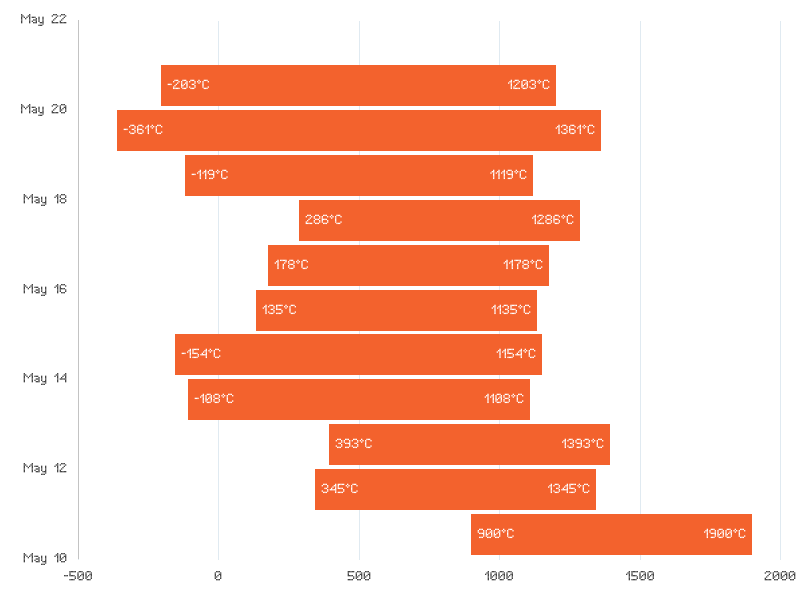 May 22
-203°C 1203°C
May 20
-361°C 1361°C
-119°C 1119°C
May 18
286°C 1286°C
178°C 1178°C
May 16
135°C 1135°C
-154°C 1154°C
May 14
-108°C 1108°C
393°C 1393°C
May 12
345°C 1345°C
900°C 1900°C
May 10
-500 0 500 1000 1500 2000